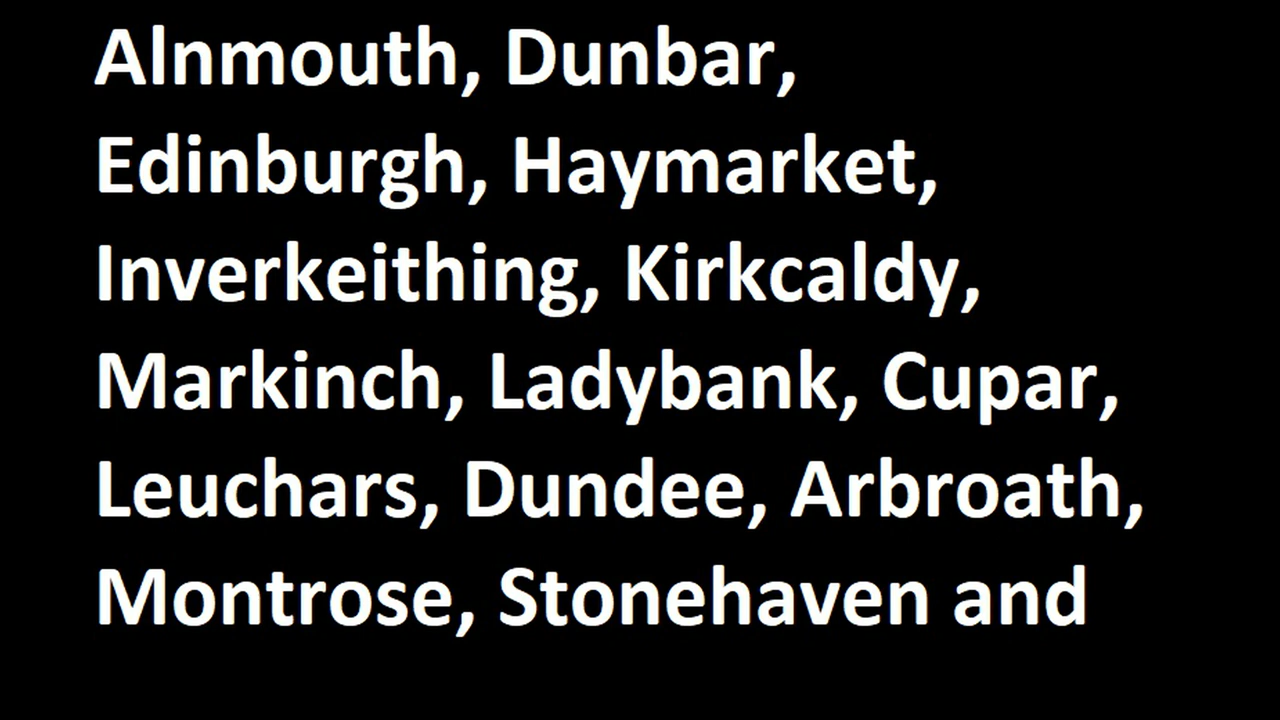 Alnmouth, Dunbar,
Edinburgh, Haymarket,
Inverkeithing, Kirkcaldy,
Markinch, Ladybank, Cupar,
Leuchars, Dundee, Arbroath,
Montrose, Stonehaven and